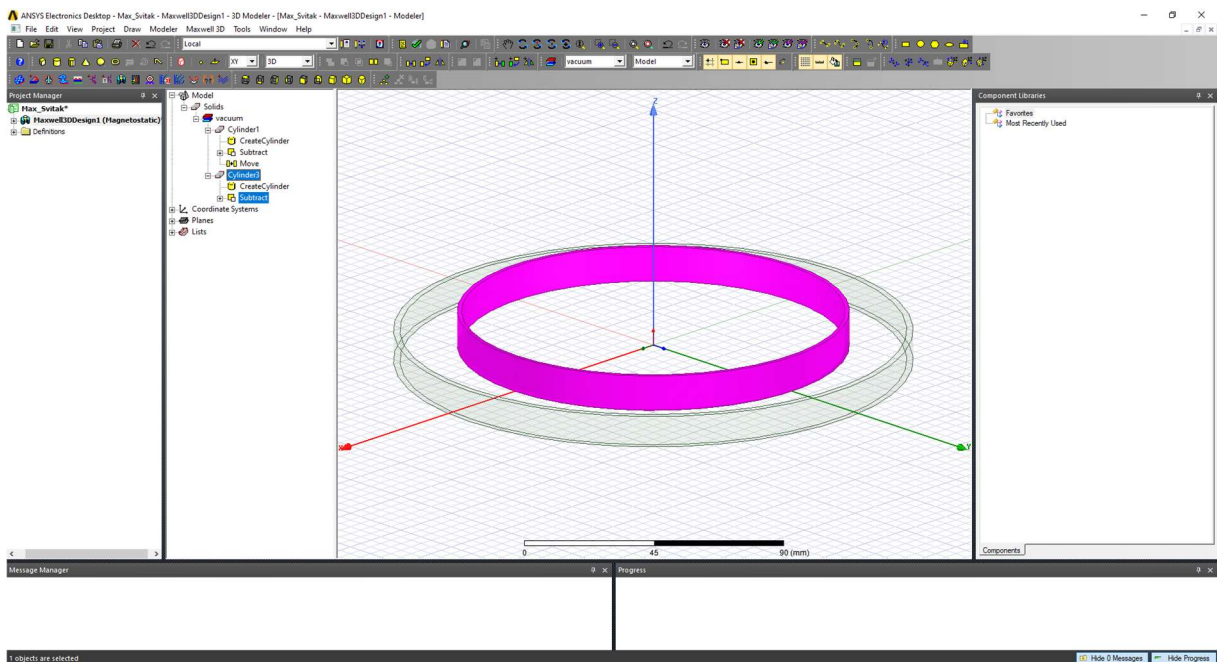 ANSYS Electronics Desktop - Max_Svitak - Maxwell3DDesign1 - 3D Modeler - [Max_Svitak - Maxwell3DDesign1 - Modeler]
File Edit View Project Draw Modeler Maxwell 3D Tools Window Help
Local
XY 3D vacuum Model
Project Manager
Max_Svitak*
Maxwell3DDesign1 (Magnetostatic)*
Definitions
Model
Solids
vacuum
Cylinder1
CreateCylinder
Subtract
Move
Cylinder3
CreateCylinder
Subtract
Coordinate Systems
Planes
Lists
Z
X
Y
0 45 90 (mm)
Component Libraries
Favorites
Most Recently Used
Components
Message Manager
Progress
1 objects are selected
Hide 0 Messages Hide Progress